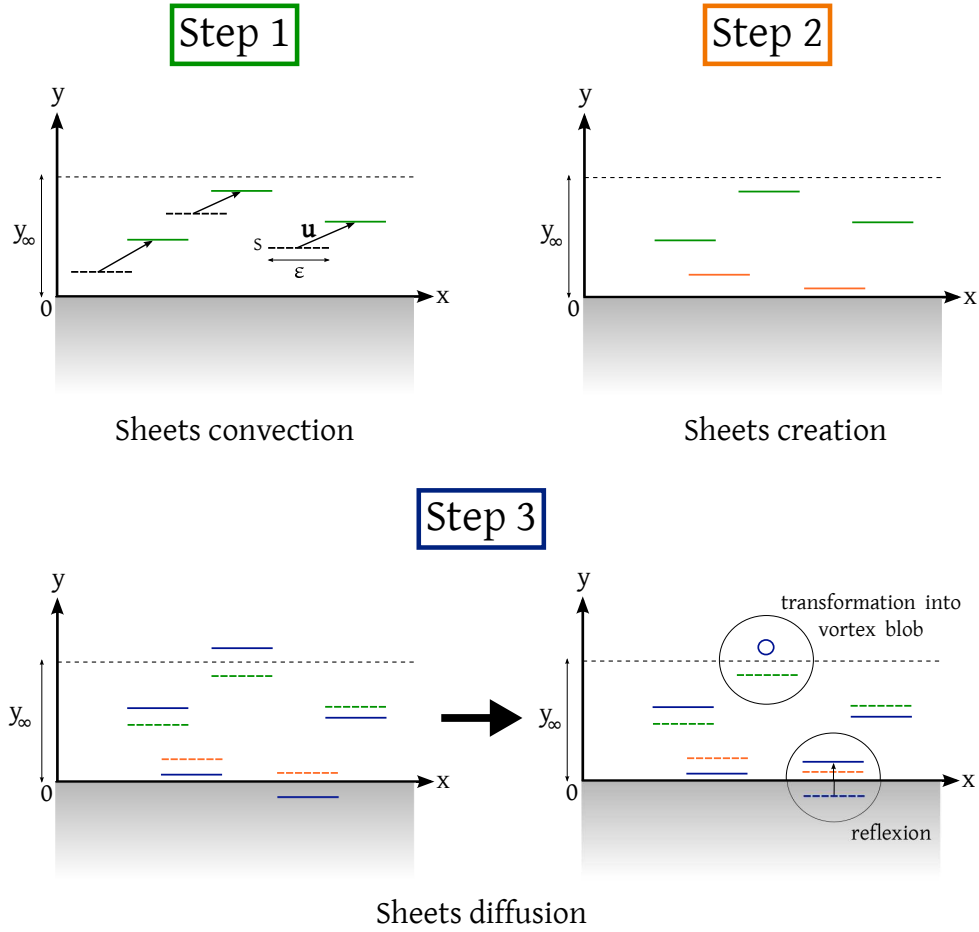 Step 1
Step 2
y
y
y∞
u
s
ε
0
x
y∞
0
x
Sheets convection
Sheets creation
Step 3
y
y
transformation into
vortex blob
y∞
0
x
y∞
0
x
reflexion
Sheets diffusion